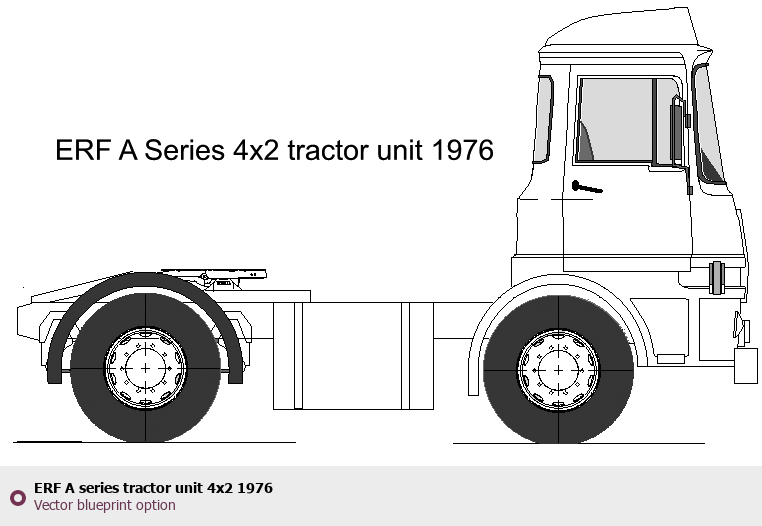 ERF A Series 4x2 tractor unit 1976
ERF A series tractor unit 4x2 1976
Vector blueprint option